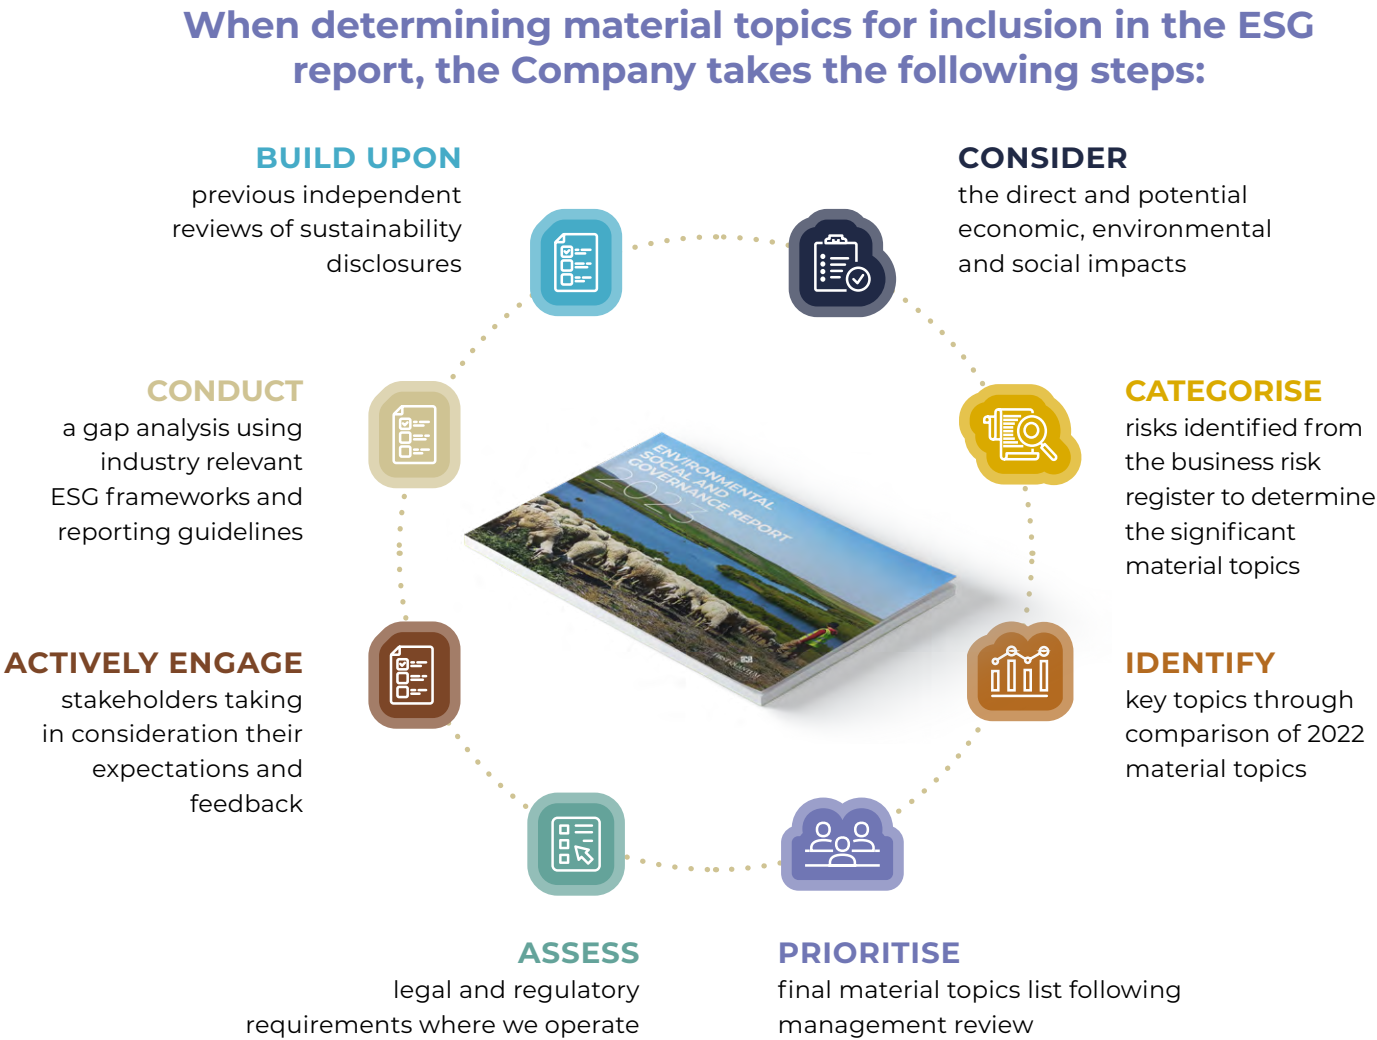 When determining material topics for inclusion in the ESG
report, the Company takes the following steps:
BUILD UPON
previous independent
reviews of sustainability
disclosures
CONSIDER
the direct and potential
economic, environmental
and social impacts
CONDUCT
a gap analysis using
industry relevant
ESG frameworks and
reporting guidelines
CATEGORISE
risks identified from
the business risk
register to determine
the significant
material topics
ENVIRONMENTAL
SOCIAL AND
GOVERNANCE REPORT
2023
FIRST QUANTUM
ACTIVELY ENGAGE
stakeholders taking
in consideration their
expectations and
feedback
IDENTIFY
key topics through
comparison of 2022
material topics
ASSESS
legal and regulatory
requirements where we operate
PRIORITISE
final material topics list following
management review